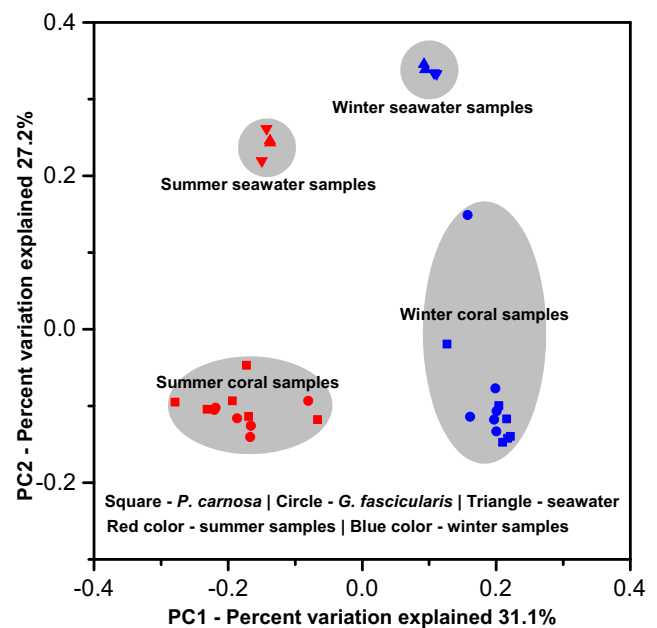 0.4
Winter seawater samples
0.2
Summer seawater samples
PC2 - Percent variation explained 27.2%
0.0
Winter coral samples
Summer coral samples
-0.2
Square - P. carnosa | Circle - G. fascicularis | Triangle - seawater
Red color - summer samples | Blue color - winter samples
-0.4 -0.2 0.0 0.2 0.4
PC1 - Percent variation explained 31.1%